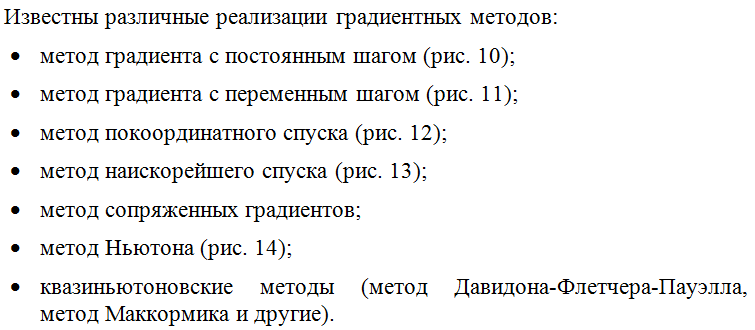 Известны различные реализации градиентных методов:
• метод градиента с постоянным шагом (рис. 10);
• метод градиента с переменным шагом (рис. 11);
• метод покоординатного спуска (рис. 12);
• метод наискорейшего спуска (рис. 13);
• метод сопряженных градиентов;
• метод Ньютона (рис. 14);
• квазиньютоновские методы (метод Давидона-Флетчера-Пауэлла,
метод Маккормика и другие).